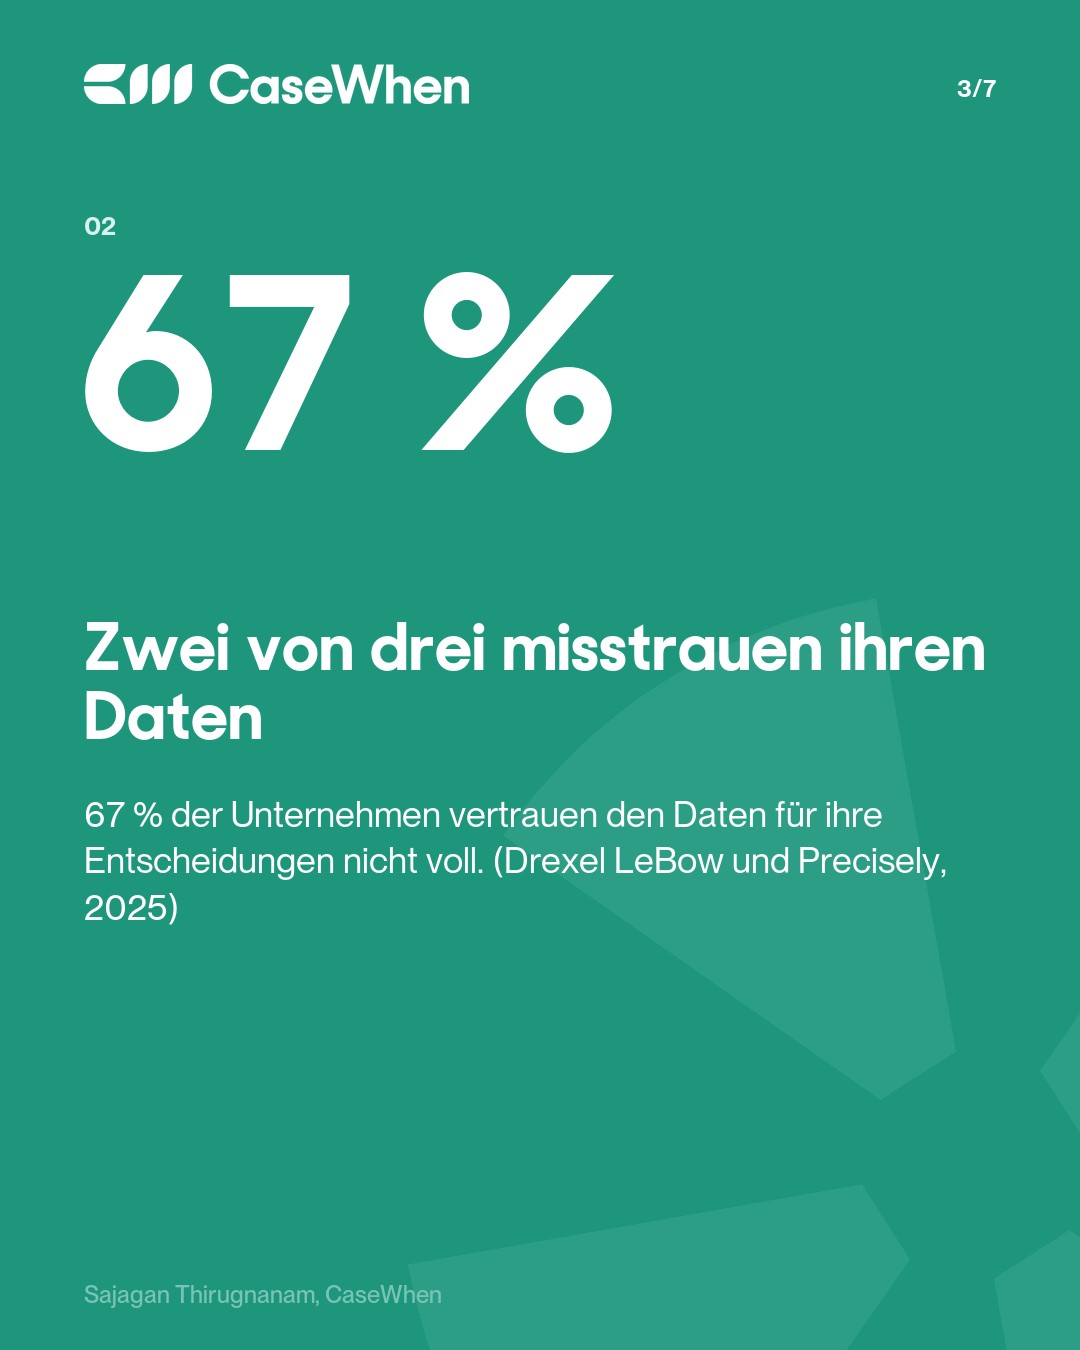 CaseWhen
3/7
02
67 %
Zwei von drei misstrauen ihren
Daten
67 % der Unternehmen vertrauen den Daten für ihre
Entscheidungen nicht voll. (Drexel LeBow und Precisely,
2025)
Sajagan Thirugnanam, CaseWhen